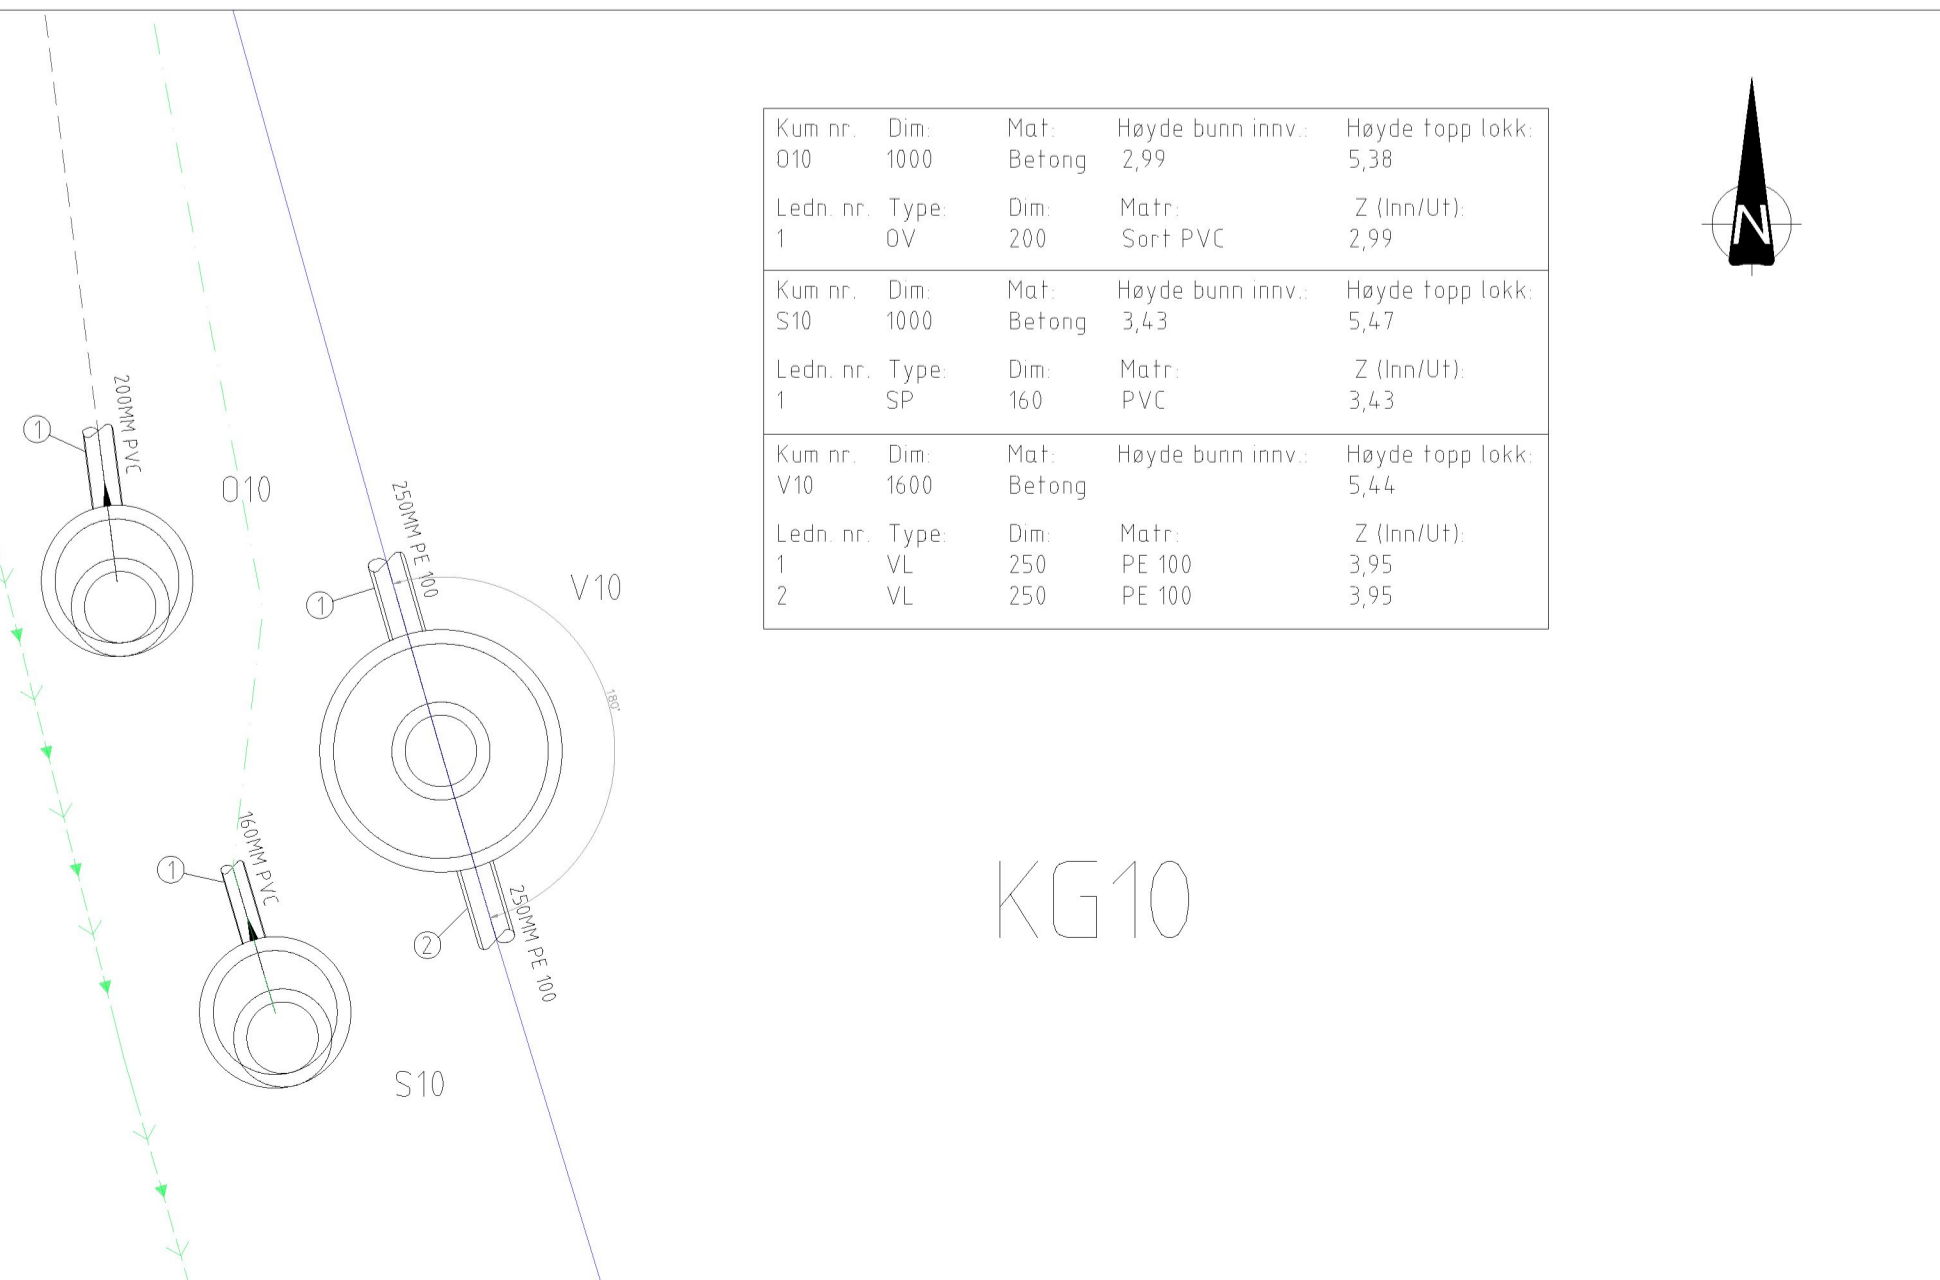 Kum nr. Dim: Mat: Høyde bunn innv.: Høyde topp lokk:
O10 1000 Betong 2,99 5,38
Ledn. nr. Type: Dim: Matr: Z (Inn/Ut):
1 OV 200 Sort PVC 2,99
Kum nr. Dim: Mat: Høyde bunn innv.: Høyde topp lokk:
S10 1000 Betong 3,43 5,47
Ledn. nr. Type: Dim: Matr: Z (Inn/Ut):
1 SP 160 PVC 3,43
Kum nr. Dim: Mat: Høyde bunn innv.: Høyde topp lokk:
V10 1600 Betong 5,44
Ledn. nr. Type: Dim: Matr: Z (Inn/Ut):
1 VL 250 PE 100 3,95
2 VL 250 PE 100 3,95
N
200MM PVC
1
O10
250MM PE 100
1
V10
180°
160MM PVC
1
2
250MM PE 100
S10
KG10